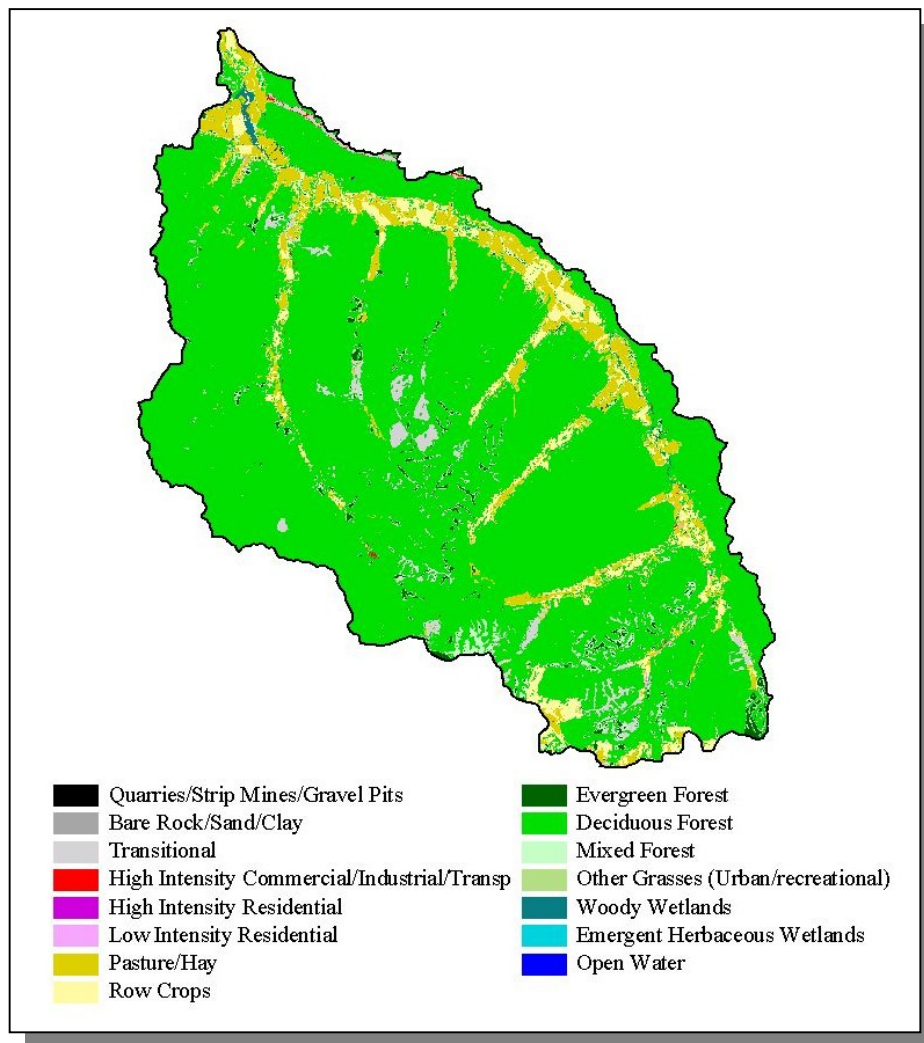 Quarries/Strip Mines/Gravel Pits
Bare Rock/Sand/Clay
Transitional
High Intensity Commercial/Industrial/Transp
High Intensity Residential
Low Intensity Residential
Pasture/Hay
Row Crops
Evergreen Forest
Deciduous Forest
Mixed Forest
Other Grasses (Urban/recreational)
Woody Wetlands
Emergent Herbaceous Wetlands
Open Water